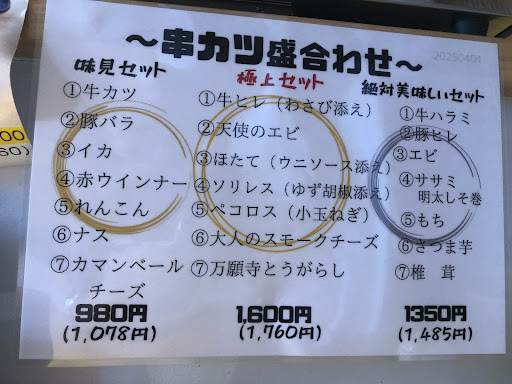 ～串カツ盛合わせ～
20250401
味見セット
①牛カツ
②豚バラ
③イカ
④赤ウインナー
⑤れんこん
⑥ナス
⑦カマンベール
チーズ
980円
(1,078円)
極上セット
①牛ヒレ（わさび添え）
②天使のエビ
③ほたて（ウニソース添え）
④ソリレス（ゆず胡椒添え）
⑤ペコロス（小玉ねぎ）
⑥大人のスモークチーズ
⑦万願寺とうがらし
1,600円
(1,760円)
絶対美味しいセット
①牛ハラミ
②豚ヒレ
③エビ
④ササミ
明太しそ巻
⑤もち
⑥さつま芋
⑦椎茸
1350円
(1,485円)